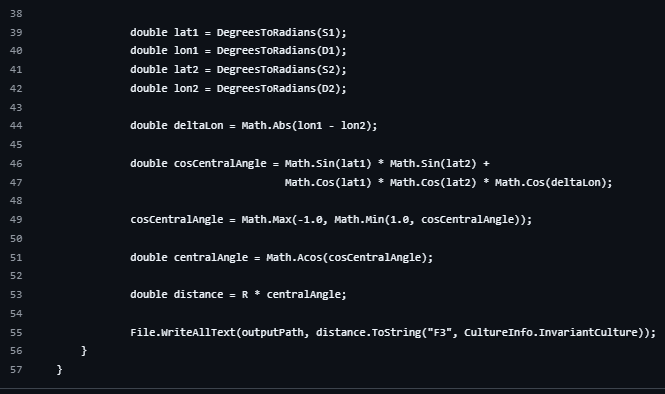 38
39 double lat1 = DegreesToRadians(S1);
40 double lon1 = DegreesToRadians(D1);
41 double lat2 = DegreesToRadians(S2);
42 double lon2 = DegreesToRadians(D2);
43
44 double deltaLon = Math.Abs(lon1 - lon2);
45
46 double cosCentralAngle = Math.Sin(lat1) * Math.Sin(lat2) +
47 Math.Cos(lat1) * Math.Cos(lat2) * Math.Cos(deltaLon);
48
49 cosCentralAngle = Math.Max(-1.0, Math.Min(1.0, cosCentralAngle));
50
51 double centralAngle = Math.Acos(cosCentralAngle);
52
53 double distance = R * centralAngle;
54
55 File.WriteAllText(outputPath, distance.ToString("F3", CultureInfo.InvariantCulture));
56 }
57 }